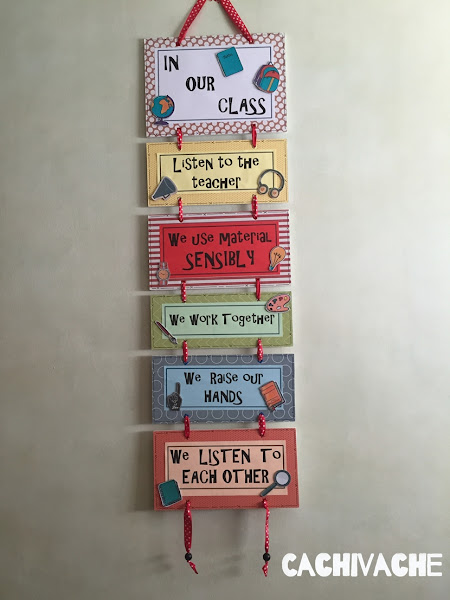 IN
OUR
CLASS
Listen to the
teacher
We use Material
SENSIBLY
We Work Together
We Raise our
HANDS
We LISTEN TO
EACH OTHER
CACHIVACHE